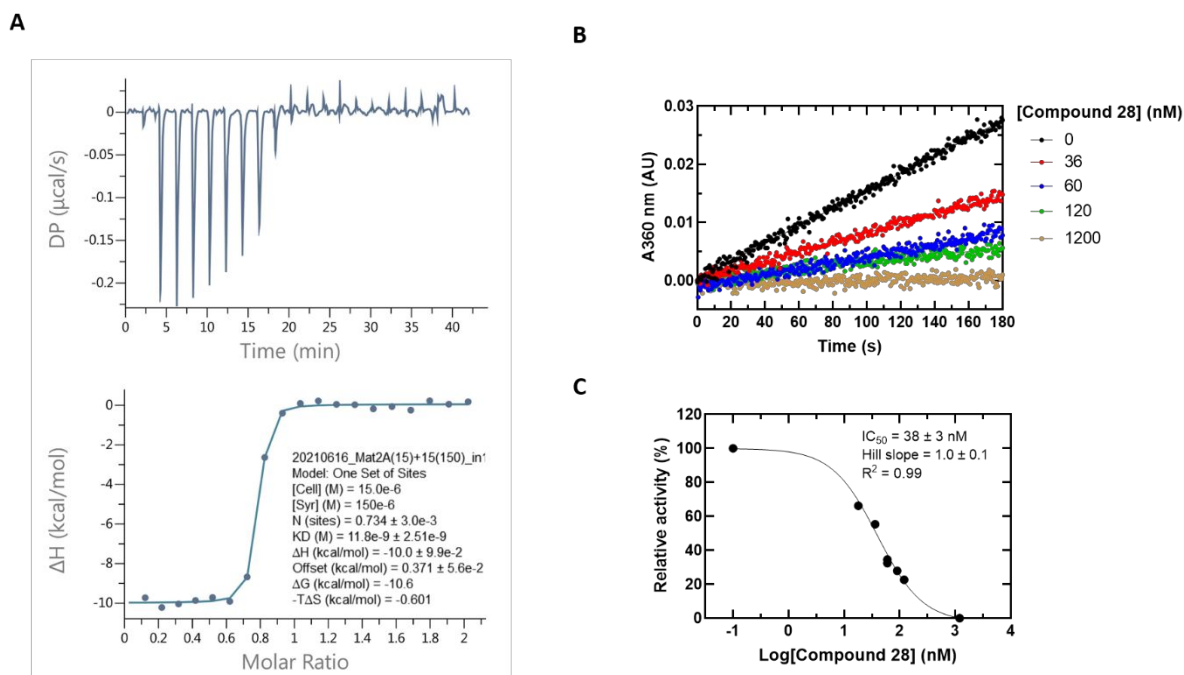 A
0
-0.05
-0.1
-0.15
-0.2
DP (µcal/s)
0 5 10 15 20 25 30 35 40
Time (min)
0
-2
-4
-6
-8
-10
ΔH (kcal/mol)
20210616_Mat2A(15)+15(150)_in1
Model: One Set of Sites
[Cell] (M) = 15.0e-6
[Syr] (M) = 150e-6
N (sites) = 0.734 ± 3.0e-3
KD (M) = 11.8e-9 ± 2.51e-9
ΔH (kcal/mol) = -10.0 ± 9.9e-2
Offset (kcal/mol) = 0.371 ± 5.6e-2
ΔG (kcal/mol) = -10.6
-TΔS (kcal/mol) = -0.601
0 0.2 0.4 0.6 0.8 1 1.2 1.4 1.6 1.8 2
Molar Ratio
B
0.03
0.02
0.01
0.00
A360 nm (AU)
0 20 40 60 80 100 120 140 160 180
Time (s)
[Compound 28] (nM)
0
36
60
120
1200
C
120
100
80
60
40
20
0
Relative activity (%)
IC50 = 38 ± 3 nM
Hill slope = 1.0 ± 0.1
R² = 0.99
-1 0 1 2 3 4
Log[Compound 28] (nM)